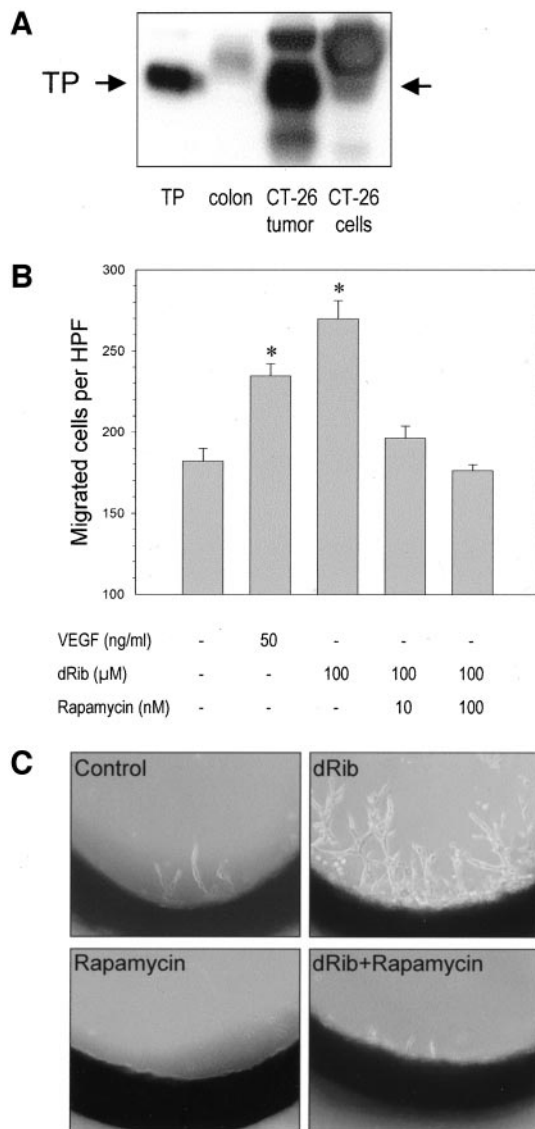 A
TP
TP colon CT-26 tumor CT-26 cells
B
Migrated cells per HPF
300
250
200
150
100
* *
VEGF (ng/ml) - 50 - - -
dRib (µM) - - 100 100 100
Rapamycin (nM) - - - 10 100
C
Control
dRib
Rapamycin
dRib+Rapamycin